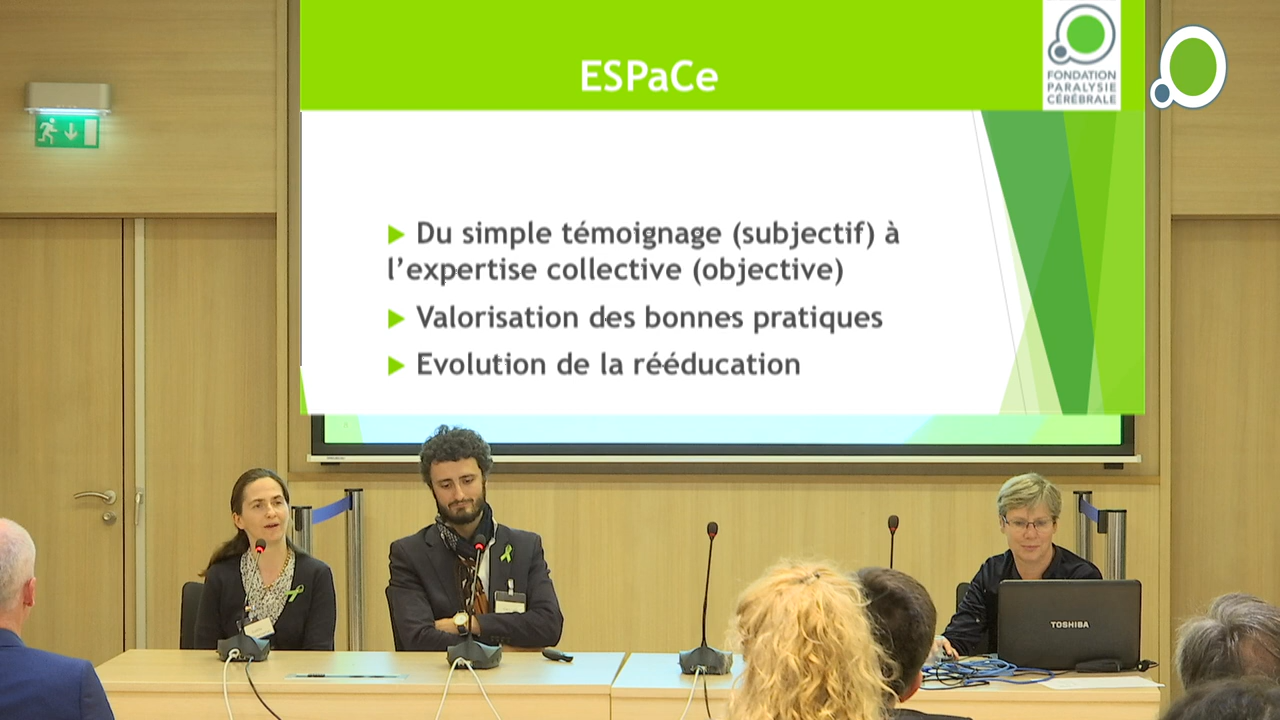 ESPaCe
FONDATION
PARALYSIE
CÉRÉBRALE
Du simple témoignage (subjectif) à
l'expertise collective (objective)
Valorisation des bonnes pratiques
Evolution de la rééducation
TOSHIBA